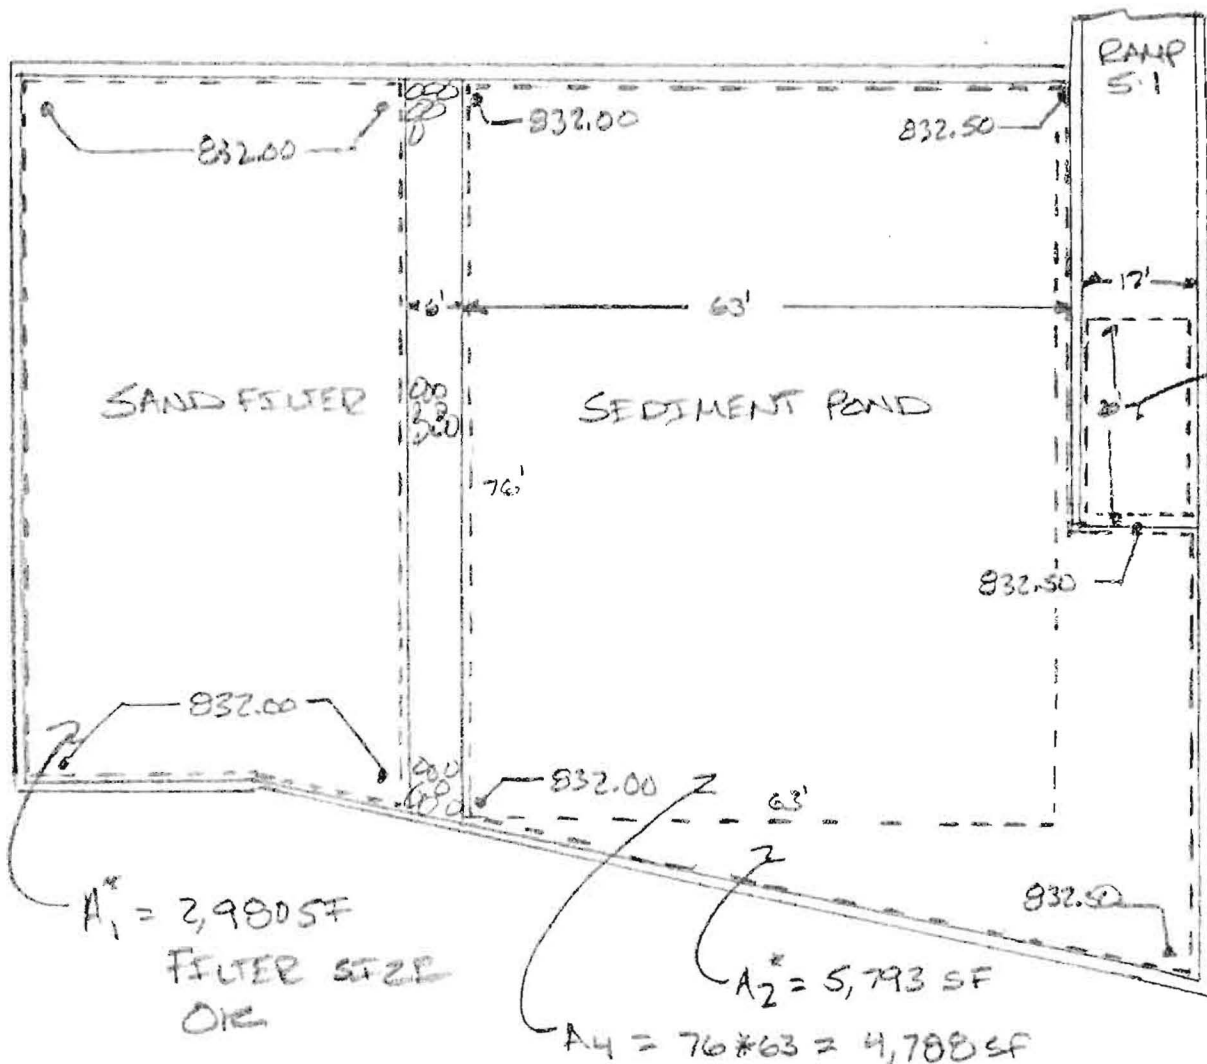 RAMP
5:1
832.00
832.00
832.50
6'
63'
12'
SAND FILTER
SEDIMENT POND
20'
76'
832.50
832.00
832.00
63'
832.50
A₁* = 2,980 SF
FILTER SIZE
OK
A₂* = 5,793 SF
A4 = 76*63 = 4,788 SF